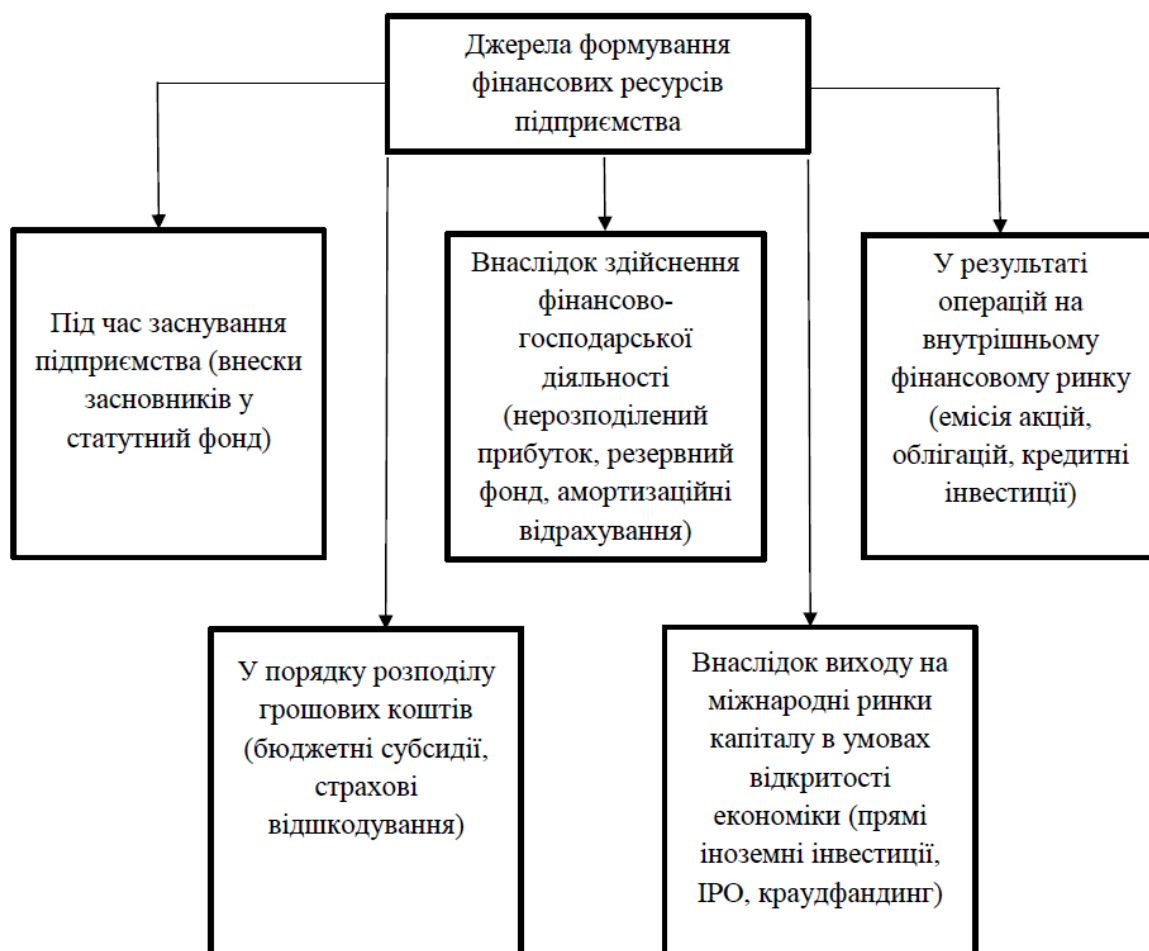 Джерела формування
фінансових ресурсів
підприємства
Під час заснування
підприємства (внески
засновників у
статутний фонд)
Внаслідок здійснення
фінансово-
господарської
діяльності
(нерозподілений
прибуток, резервний
фонд, амортизаційні
відрахування)
У результаті
операцій на
внутрішньому
фінансовому ринку
(емісія акцій,
облігацій, кредитні
інвестиції)
У порядку розподілу
грошових коштів
(бюджетні субсидії,
страхові
відшкодування)
Внаслідок виходу на
міжнародні ринки
капіталу в умовах
відкритості
економіки (прямі
іноземні інвестиції,
IPO, краудфандинг)